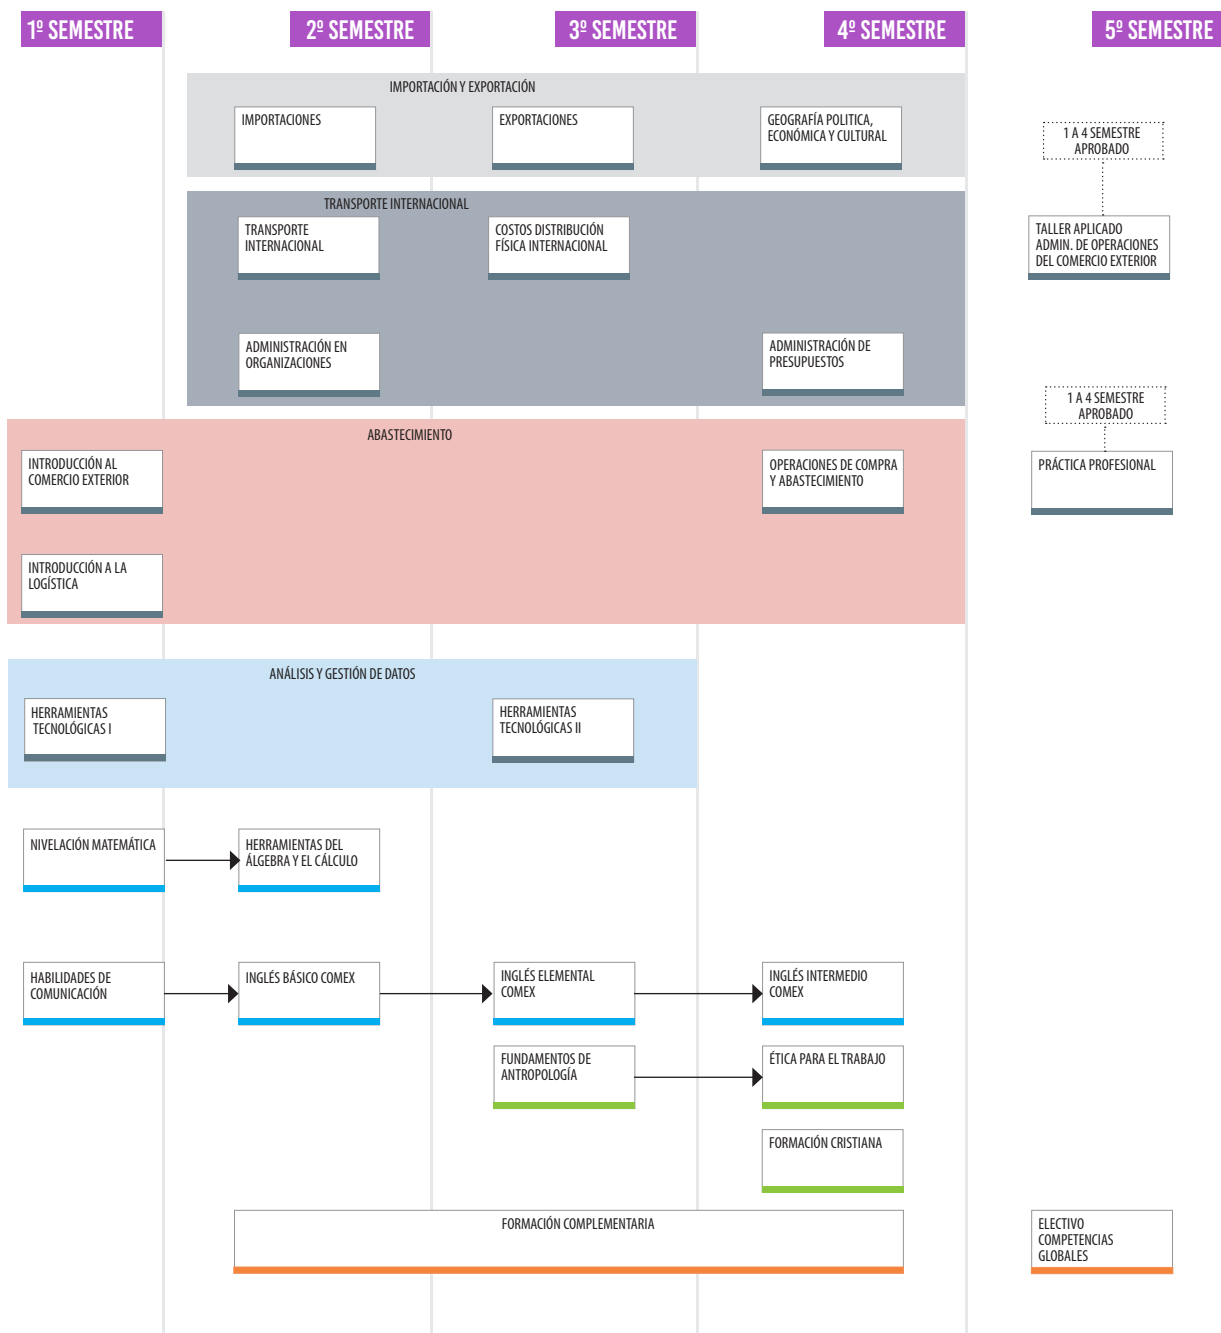 1º SEMESTRE
2º SEMESTRE
3º SEMESTRE
4º SEMESTRE
5º SEMESTRE
IMPORTACIÓN Y EXPORTACIÓN
IMPORTACIONES
EXPORTACIONES
GEOGRAFÍA POLITICA,
ECONÓMICA Y CULTURAL
1 A 4 SEMESTRE
APROBADO
TRANSPORTE INTERNACIONAL
TRANSPORTE
INTERNACIONAL
COSTOS DISTRIBUCIÓN
FÍSICA INTERNACIONAL
TALLER APLICADO
ADMIN. DE OPERACIONES
DEL COMERCIO EXTERIOR
ADMINISTRACIÓN EN
ORGANIZACIONES
ADMINISTRACIÓN DE
PRESUPUESTOS
1 A 4 SEMESTRE
APROBADO
ABASTECIMIENTO
INTRODUCCIÓN AL
COMERCIO EXTERIOR
OPERACIONES DE COMPRA
Y ABASTECIMIENTO
PRÁCTICA PROFESIONAL
INTRODUCCIÓN A LA
LOGÍSTICA
ANÁLISIS Y GESTIÓN DE DATOS
HERRAMIENTAS
TECNOLÓGICAS I
HERRAMIENTAS
TECNOLÓGICAS II
NIVELACIÓN MATEMÁTICA
HERRAMIENTAS DEL
ÁLGEBRA Y EL CÁLCULO
HABILIDADES DE
COMUNICACIÓN
INGLÉS BÁSICO COMEX
INGLÉS ELEMENTAL
COMEX
INGLÉS INTERMEDIO
COMEX
FUNDAMENTOS DE
ANTROPOLOGÍA
ÉTICA PARA EL TRABAJO
FORMACIÓN CRISTIANA
FORMACIÓN COMPLEMENTARIA
ELECTIVO
COMPETENCIAS
GLOBALES